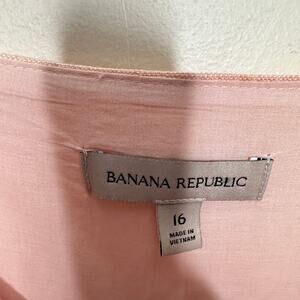 BANANA REPUBLIC
16
MADE IN
VIETNAM